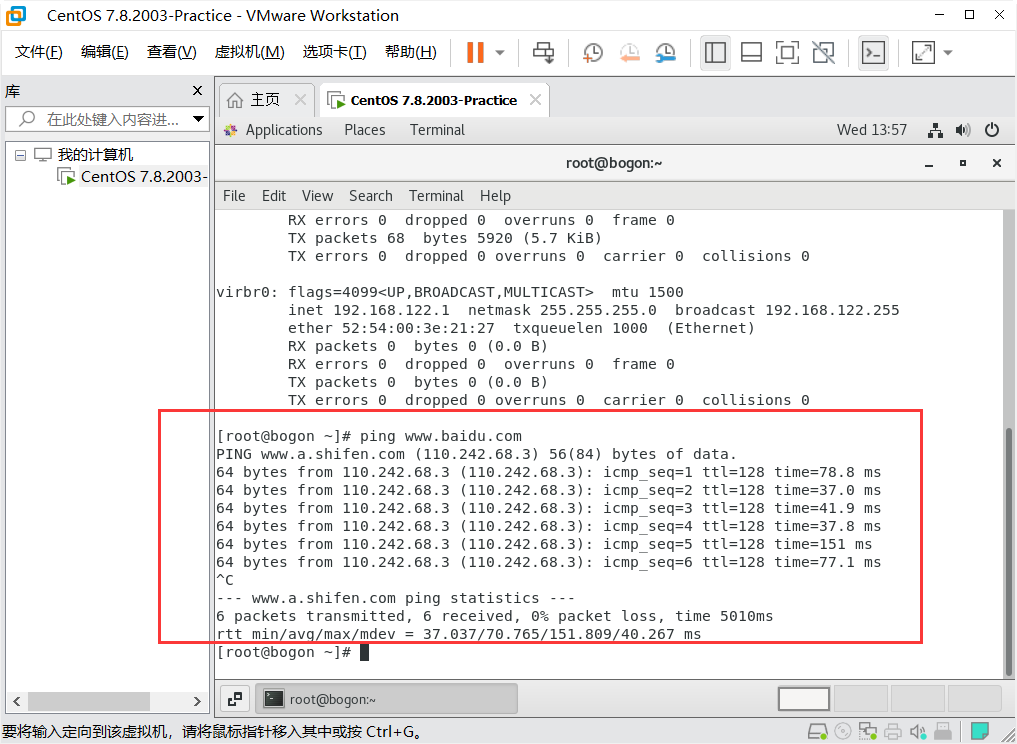 CentOS 7.8.2003-Practice - VMware Workstation
文件(F) 编辑(E) 查看(V) 虚拟机(M) 选项卡(T) 帮助(H)
库
在此处键入内容进...
我的计算机
CentOS 7.8.2003-
主页
CentOS 7.8.2003-Practice
Applications Places Terminal Wed 13:57
root@bogon:~
File Edit View Search Terminal Help
RX errors 0  dropped 0  overruns 0  frame 0
TX packets 68  bytes 5920 (5.7 KiB)
TX errors 0  dropped 0 overruns 0  carrier 0  collisions 0
virbr0: flags=4099<UP,BROADCAST,MULTICAST>  mtu 1500
inet 192.168.122.1  netmask 255.255.255.0  broadcast 192.168.122.255
ether 52:54:00:3e:21:27  txqueuelen 1000  (Ethernet)
RX packets 0  bytes 0 (0.0 B)
RX errors 0  dropped 0  overruns 0  frame 0
TX packets 0  bytes 0 (0.0 B)
TX errors 0  dropped 0 overruns 0  carrier 0  collisions 0
[root@bogon ~]# ping www.baidu.com
PING www.a.shifen.com (110.242.68.3) 56(84) bytes of data.
64 bytes from 110.242.68.3 (110.242.68.3): icmp_seq=1 ttl=128 time=78.8 ms
64 bytes from 110.242.68.3 (110.242.68.3): icmp_seq=2 ttl=128 time=37.0 ms
64 bytes from 110.242.68.3 (110.242.68.3): icmp_seq=3 ttl=128 time=41.9 ms
64 bytes from 110.242.68.3 (110.242.68.3): icmp_seq=4 ttl=128 time=37.8 ms
64 bytes from 110.242.68.3 (110.242.68.3): icmp_seq=5 ttl=128 time=151 ms
64 bytes from 110.242.68.3 (110.242.68.3): icmp_seq=6 ttl=128 time=77.1 ms
^C
--- www.a.shifen.com ping statistics ---
6 packets transmitted, 6 received, 0% packet loss, time 5010ms
rtt min/avg/max/mdev = 37.037/70.765/151.809/40.267 ms
[root@bogon ~]#
root@bogon:~
要将输入定向到该虚拟机，请将鼠标指针移入其中或按 Ctrl+G。